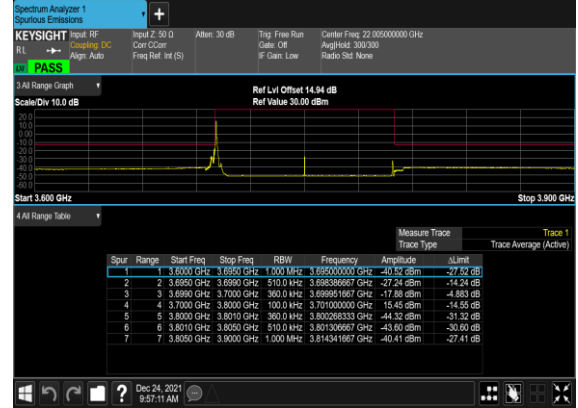 Spectrum Analyzer 1
Spurious Emissions
KEYSIGHT Input: RF Input Z: 50 Ω Atten: 30 dB Trig: Free Run Center Freq: 22.005000000 GHz
RL Coupling: DC Corr CCorr Gate: Off Avg|Hold: 300/300
Align: Auto Freq Ref: Int (S) IF Gain: Low Radio Std: None
PASS
3 All Range Graph Ref Lvl Offset 14.94 dB
Scale/Div 10.0 dB Ref Value 30.00 dBm
20.0
10.0
0.00
-10.0
-20.0
-30.0
-40.0
-50.0
-60.0
Start 3.600 GHz Stop 3.900 GHz
4 All Range Table
Measure Trace Trace 1
Trace Type Trace Average (Active)
Spur Range Start Freq Stop Freq RBW Frequency Amplitude ΔLimit
1 1 3.6000 GHz 3.6950 GHz 1.000 MHz 3.695000000 GHz -40.52 dBm -27.52 dB
2 2 3.6950 GHz 3.6990 GHz 510.0 kHz 3.698386667 GHz -27.24 dBm -14.24 dB
3 3 3.6990 GHz 3.7000 GHz 360.0 kHz 3.699951667 GHz -17.88 dBm -4.883 dB
4 4 3.7000 GHz 3.8000 GHz 100.0 kHz 3.701000000 GHz 15.45 dBm -14.55 dB
5 5 3.8000 GHz 3.8010 GHz 360.0 kHz 3.800268333 GHz -44.32 dBm -31.32 dB
6 6 3.8010 GHz 3.8050 GHz 510.0 kHz 3.801306667 GHz -43.60 dBm -30.60 dB
7 7 3.8050 GHz 3.9000 GHz 1.000 MHz 3.814341667 GHz -40.41 dBm -27.41 dB
Dec 24, 2021
9:57:11 AM